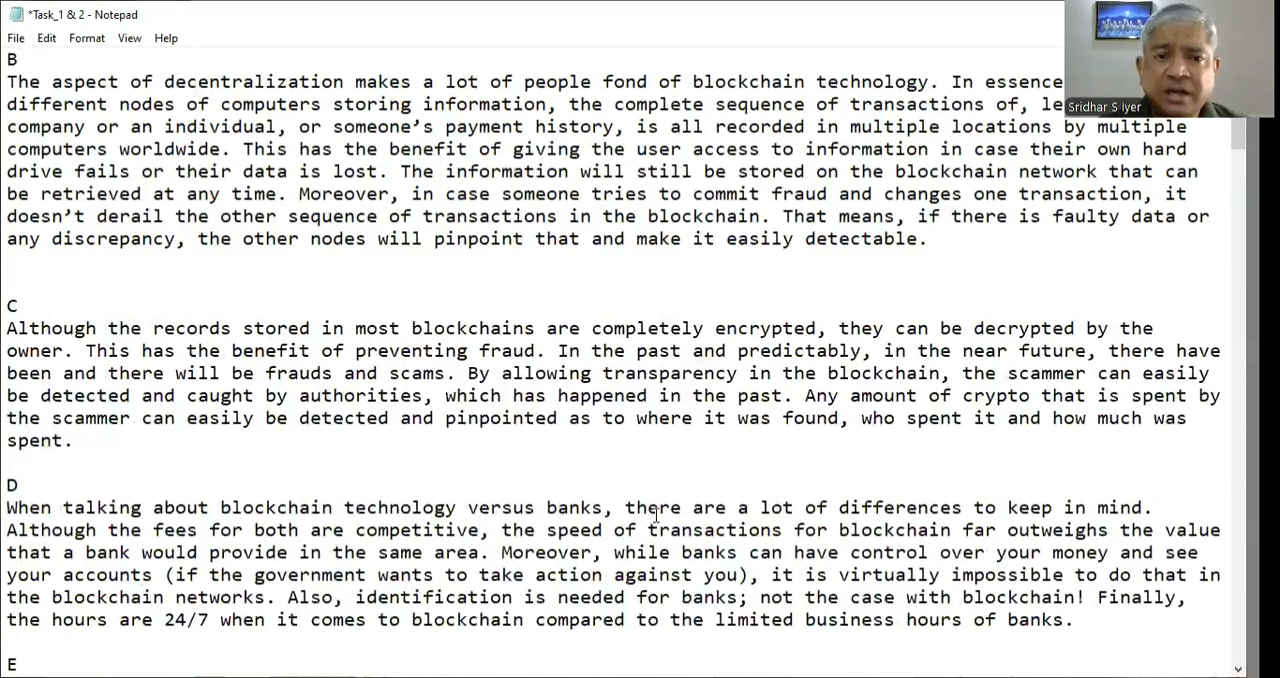 *Task_1 & 2 - Notepad
File Edit Format View Help
B
The aspect of decentralization makes a lot of people fond of blockchain technology. In essence
different nodes of computers storing information, the complete sequence of transactions of, le
Sridhar S Iyer
company or an individual, or someone's payment history, is all recorded in multiple locations by multiple
computers worldwide. This has the benefit of giving the user access to information in case their own hard
drive fails or their data is lost. The information will still be stored on the blockchain network that can
be retrieved at any time. Moreover, in case someone tries to commit fraud and changes one transaction, it
doesn't derail the other sequence of transactions in the blockchain. That means, if there is faulty data or
any discrepancy, the other nodes will pinpoint that and make it easily detectable.
C
Although the records stored in most blockchains are completely encrypted, they can be decrypted by the
owner. This has the benefit of preventing fraud. In the past and predictably, in the near future, there have
been and there will be frauds and scams. By allowing transparency in the blockchain, the scammer can easily
be detected and caught by authorities, which has happened in the past. Any amount of crypto that is spent by
the scammer can easily be detected and pinpointed as to where it was found, who spent it and how much was
spent.
D
When talking about blockchain technology versus banks, there are a lot of differences to keep in mind.
Although the fees for both are competitive, the speed of transactions for blockchain far outweighs the value
that a bank would provide in the same area. Moreover, while banks can have control over your money and see
your accounts (if the government wants to take action against you), it is virtually impossible to do that in
the blockchain networks. Also, identification is needed for banks; not the case with blockchain! Finally,
the hours are 24/7 when it comes to blockchain compared to the limited business hours of banks.
E